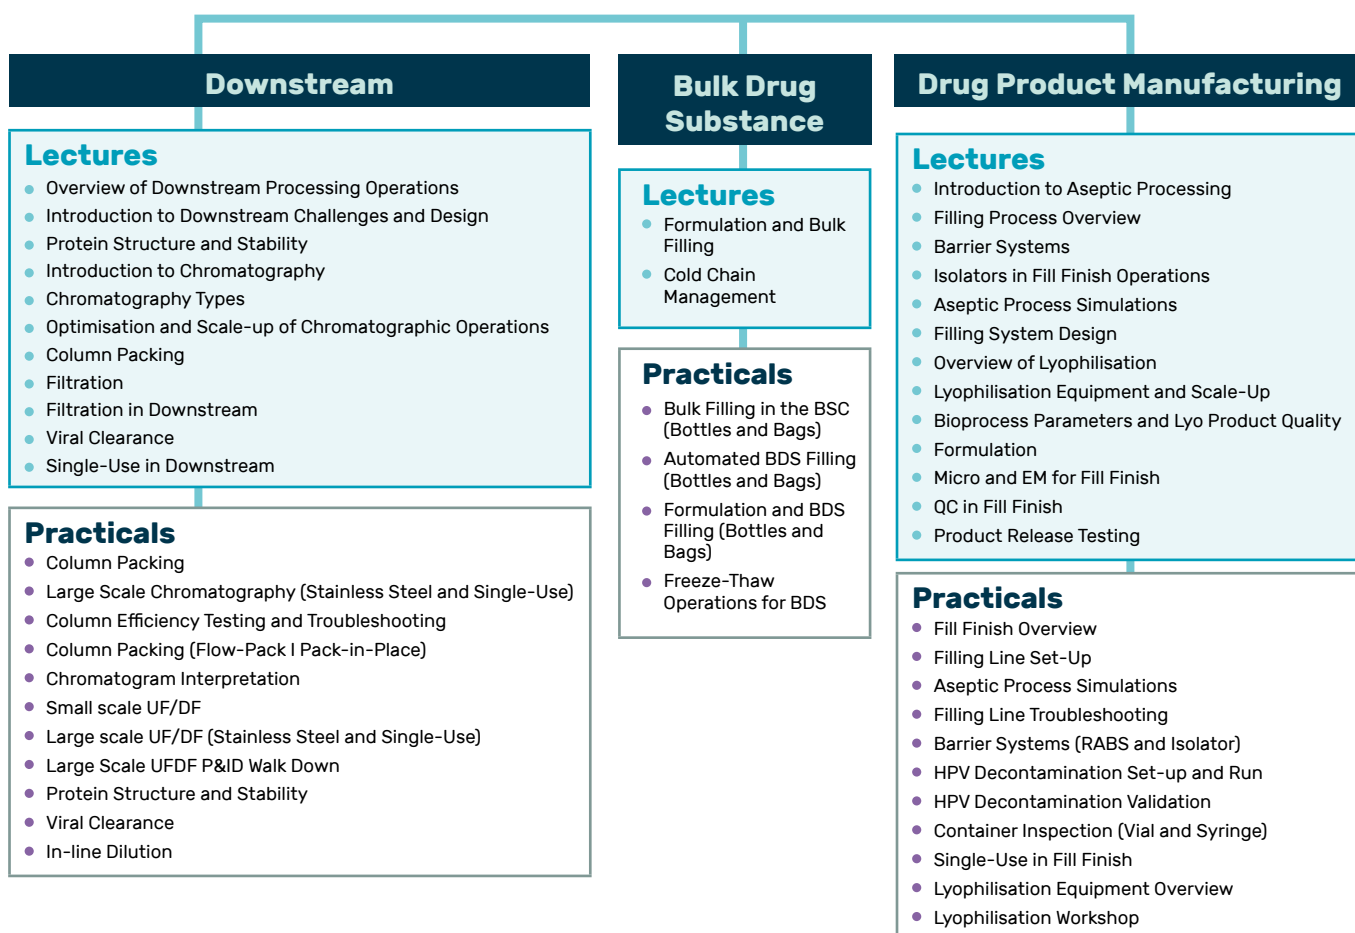 Downstream
Lectures
Overview of Downstream Processing Operations
Introduction to Downstream Challenges and Design
Protein Structure and Stability
Introduction to Chromatography
Chromatography Types
Optimisation and Scale-up of Chromatographic Operations
Column Packing
Filtration
Filtration in Downstream
Viral Clearance
Single-Use in Downstream
Practicals
Column Packing
Large Scale Chromatography (Stainless Steel and Single-Use)
Column Efficiency Testing and Troubleshooting
Column Packing (Flow-Pack I Pack-in-Place)
Chromatogram Interpretation
Small scale UF/DF
Large scale UF/DF (Stainless Steel and Single-Use)
Large Scale UFDF P&ID Walk Down
Protein Structure and Stability
Viral Clearance
In-line Dilution
Bulk Drug
Substance
Lectures
Formulation and Bulk
Filling
Cold Chain
Management
Practicals
Bulk Filling in the BSC
(Bottles and Bags)
Automated BDS Filling
(Bottles and Bags)
Formulation and BDS
Filling (Bottles and
Bags)
Freeze-Thaw
Operations for BDS
Drug Product Manufacturing
Lectures
Introduction to Aseptic Processing
Filling Process Overview
Barrier Systems
Isolators in Fill Finish Operations
Aseptic Process Simulations
Filling System Design
Overview of Lyophilisation
Lyophilisation Equipment and Scale-Up
Bioprocess Parameters and Lyo Product Quality
Formulation
Micro and EM for Fill Finish
QC in Fill Finish
Product Release Testing
Practicals
Fill Finish Overview
Filling Line Set-Up
Aseptic Process Simulations
Filling Line Troubleshooting
Barrier Systems (RABS and Isolator)
HPV Decontamination Set-up and Run
HPV Decontamination Validation
Container Inspection (Vial and Syringe)
Single-Use in Fill Finish
Lyophilisation Equipment Overview
Lyophilisation Workshop